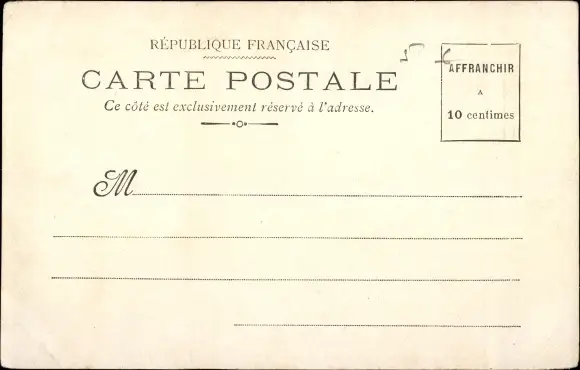 RÉPUBLIQUE FRANÇAISE
CARTE POSTALE
Ce côté est exclusivement réservé à l'adresse.
AFFRANCHIR
A
10 centimes
M